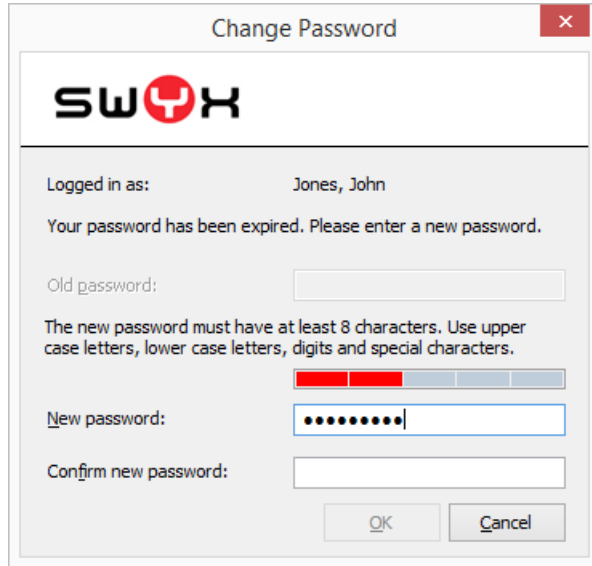 Change Password
swyx
Logged in as: Jones, John
Your password has been expired. Please enter a new password.
Old password:
The new password must have at least 8 characters. Use upper
case letters, lower case letters, digits and special characters.
New password: ●●●●●●●●●
Confirm new password:
OK Cancel